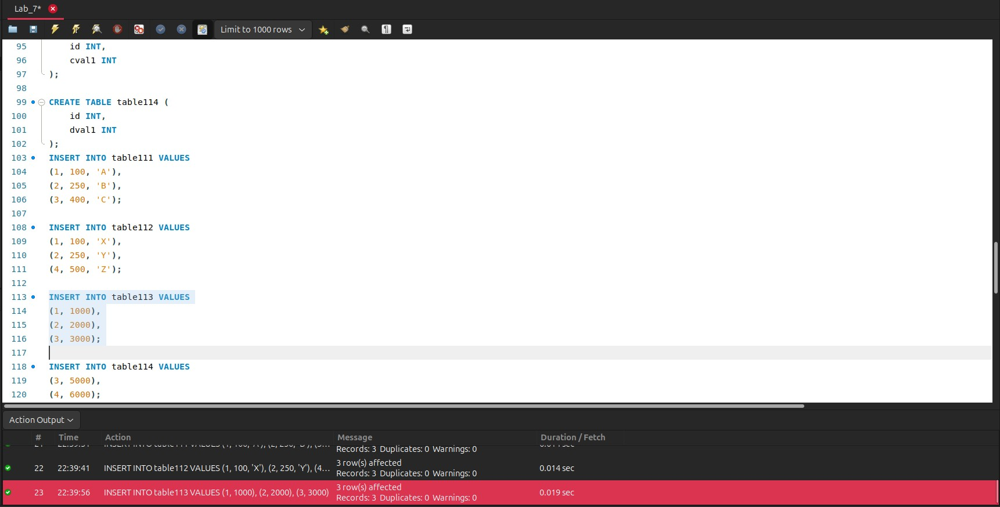 Lab_7*
Limit to 1000 rows
95 id INT,
96 cval1 INT
97 );
98
99 CREATE TABLE table114 (
100 id INT,
101 dval1 INT
102 );
103 INSERT INTO table111 VALUES
104 (1, 100, 'A'),
105 (2, 250, 'B'),
106 (3, 400, 'C');
107
108 INSERT INTO table112 VALUES
109 (1, 100, 'X'),
110 (2, 250, 'Y'),
111 (4, 500, 'Z');
112
113 INSERT INTO table113 VALUES
114 (1, 1000),
115 (2, 2000),
116 (3, 3000);
117
118 INSERT INTO table114 VALUES
119 (3, 5000),
120 (4, 6000);
Action Output
# Time Action Message Duration / Fetch
Records: 3 Duplicates: 0 Warnings: 0
22 22:39:41 INSERT INTO table112 VALUES (1, 100, 'X'), (2, 250, 'Y'), (4... 3 row(s) affected
Records: 3 Duplicates: 0 Warnings: 0 0.014 sec
23 22:39:56 INSERT INTO table113 VALUES (1, 1000), (2, 2000), (3, 3000) 3 row(s) affected
Records: 3 Duplicates: 0 Warnings: 0 0.019 sec